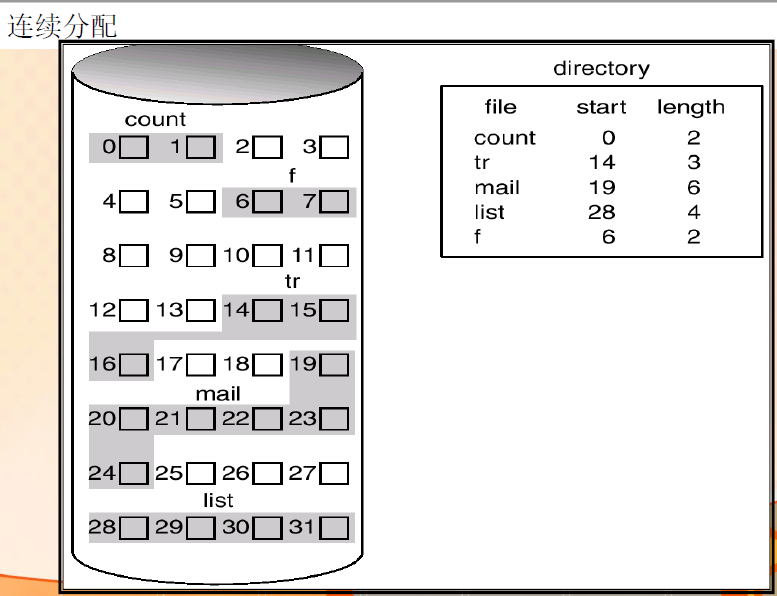 连续分配
directory
file start length
count 0 2
tr 14 3
mail 19 6
list 28 4
f 6 2
count
0 1 2 3
f
4 5 6 7
8 9 10 11
tr
12 13 14 15
16 17 18 19
mail
20 21 22 23
24 25 26 27
list
28 29 30 31